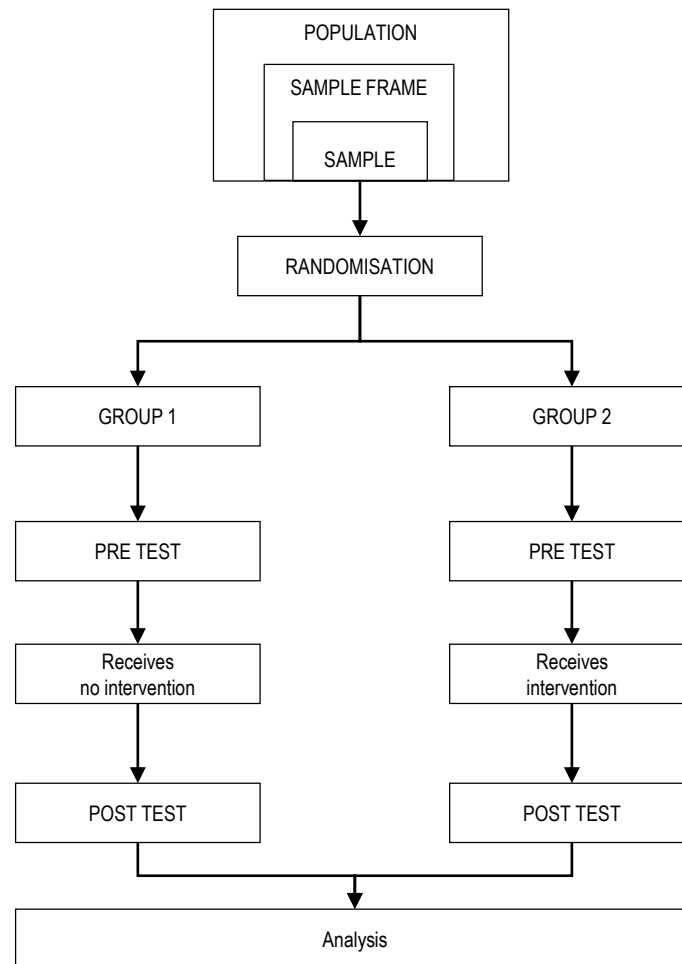 POPULATION
SAMPLE FRAME
SAMPLE
RANDOMISATION
GROUP 1
GROUP 2
PRE TEST
PRE TEST
Receives
no intervention
Receives
intervention
POST TEST
POST TEST
Analysis